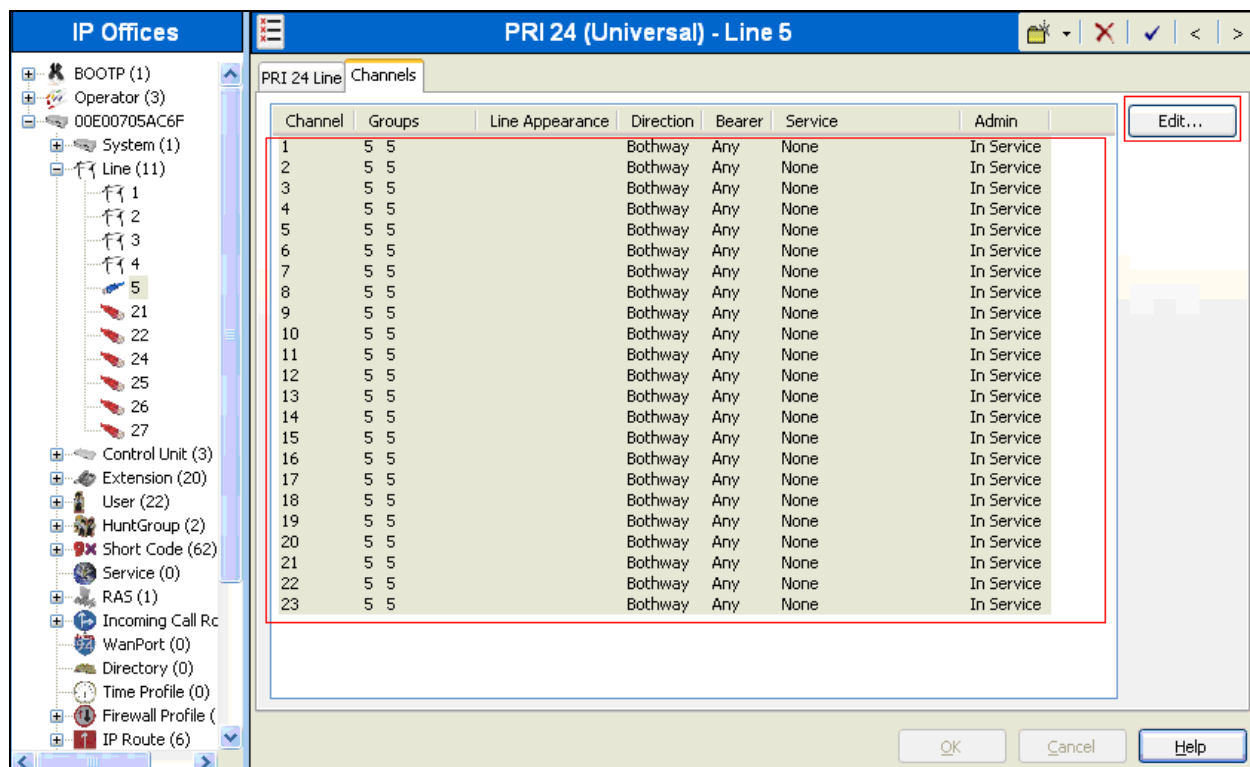 IP Offices
PRI 24 (Universal) - Line 5
BOOTP (1)
Operator (3)
00E00705AC6F
System (1)
Line (11)
1
2
3
4
5
21
22
24
25
26
27
Control Unit (3)
Extension (20)
User (22)
HuntGroup (2)
Short Code (62)
Service (0)
RAS (1)
Incoming Call Rc
WanPort (0)
Directory (0)
Time Profile (0)
Firewall Profile (
IP Route (6)
PRI 24 Line Channels
Channel Groups Line Appearance Direction Bearer Service Admin
1 5 5 Bothway Any None In Service
2 5 5 Bothway Any None In Service
3 5 5 Bothway Any None In Service
4 5 5 Bothway Any None In Service
5 5 5 Bothway Any None In Service
6 5 5 Bothway Any None In Service
7 5 5 Bothway Any None In Service
8 5 5 Bothway Any None In Service
9 5 5 Bothway Any None In Service
10 5 5 Bothway Any None In Service
11 5 5 Bothway Any None In Service
12 5 5 Bothway Any None In Service
13 5 5 Bothway Any None In Service
14 5 5 Bothway Any None In Service
15 5 5 Bothway Any None In Service
16 5 5 Bothway Any None In Service
17 5 5 Bothway Any None In Service
18 5 5 Bothway Any None In Service
19 5 5 Bothway Any None In Service
20 5 5 Bothway Any None In Service
21 5 5 Bothway Any None In Service
22 5 5 Bothway Any None In Service
23 5 5 Bothway Any None In Service
Edit...
OK Cancel Help